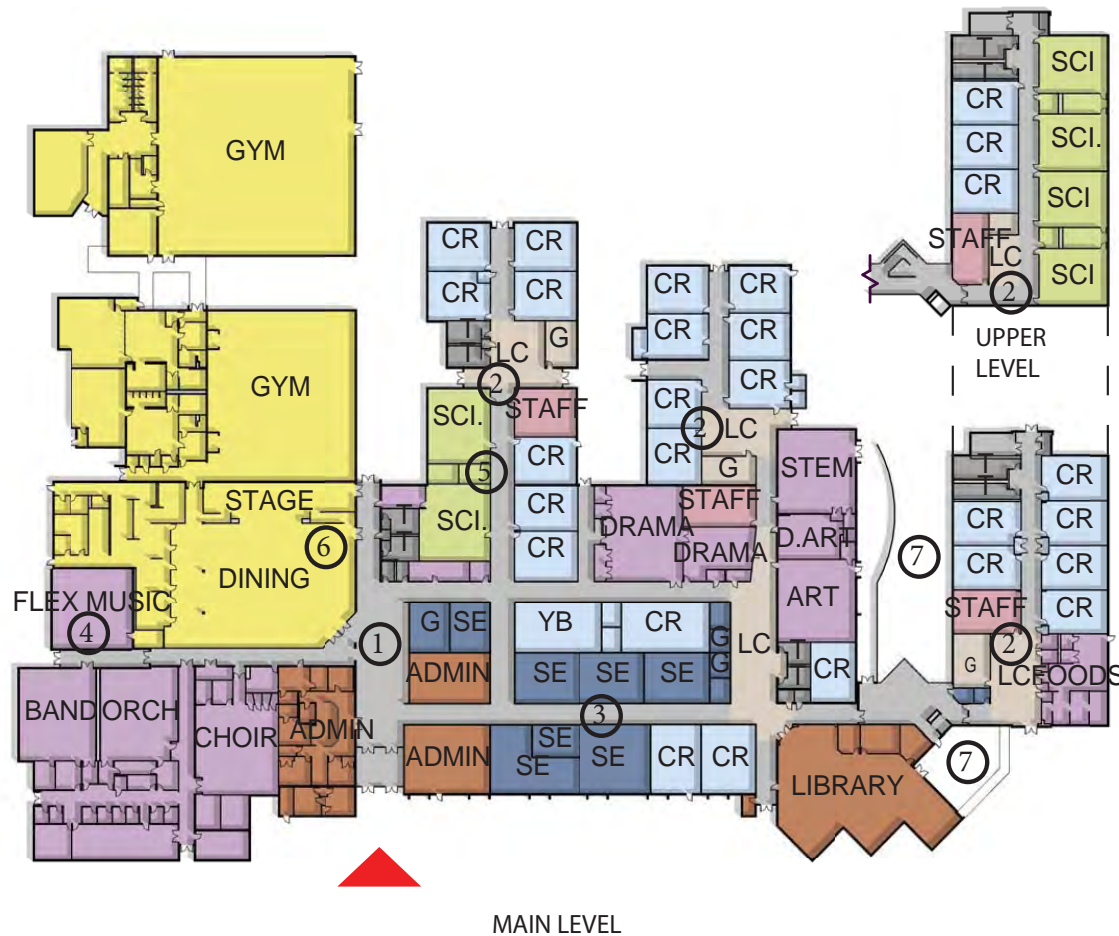 SCI
CR
SCI.
CR
CR
SCI
STAFF
LC
SCI
2
UPPER
LEVEL
GYM
CR
CR
CR
CR
LC
G
2
CR
CR
CR
CR
CR
CR
2
LC
CR
G
GYM
SCI.
STAFF
5
CR
SCI.
CR
CR
STAGE
6
DINING
FLEX MUSIC
4
STEM
STAFF
DRAMA
DRAMA
D.ART
ART
7
CR
CR
CR
CR
CR
CR
STAFF
2
G
LC
FOODS
1
G
SE
YB
CR
G
G
LC
CR
ADMIN
SE
SE
SE
BAND
ORCH
CHOIR
ADMIN
3
ADMIN
SE
SE
SE
CR
CR
LIBRARY
7
MAIN LEVEL